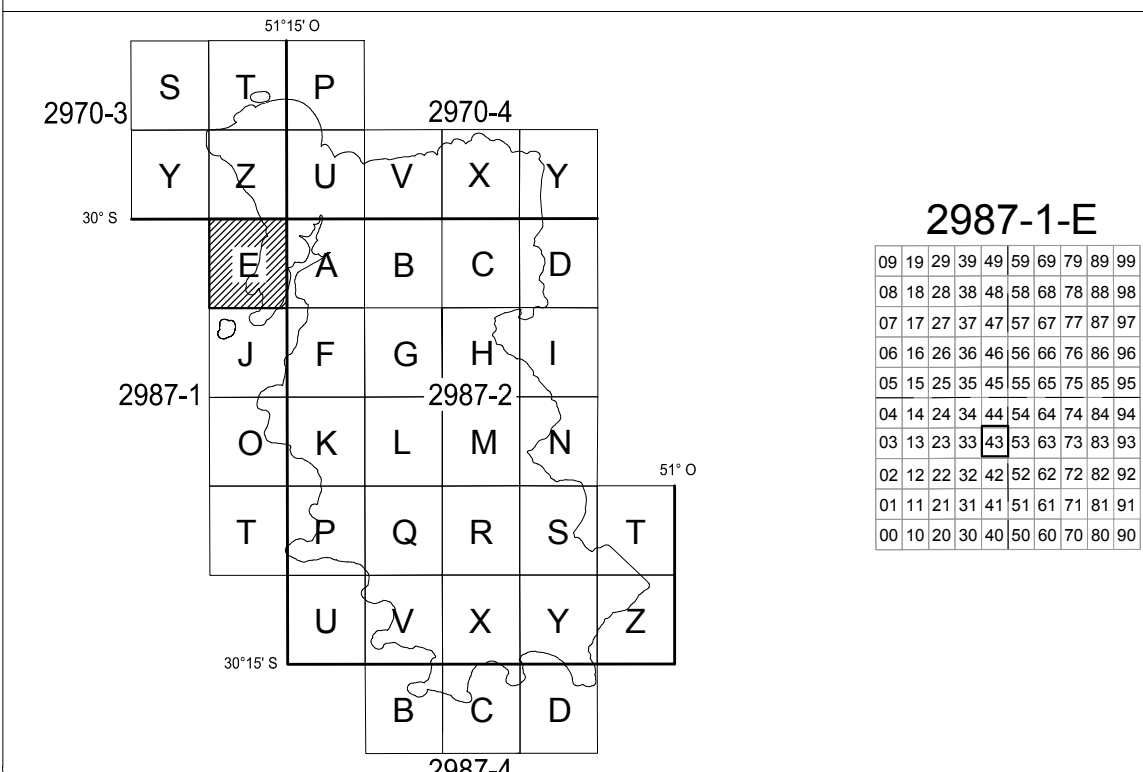 51°15' O
S T P
2970-3 2970-4
Y Z U V X Y
30° S
E A B C D
J F G H I
2987-1 2987-2
O K L M N
51° O
T P Q R S T
U V X Y Z
30°15' S
B C D
2987-4
2987-1-E
09 19 29 39 49 59 69 79 89 99
08 18 28 38 48 58 68 78 88 98
07 17 27 37 47 57 67 77 87 97
06 16 26 36 46 56 66 76 86 96
05 15 25 35 45 55 65 75 85 95
04 14 24 34 44 54 64 74 84 94
03 13 23 33 43 53 63 73 83 93
02 12 22 32 42 52 62 72 82 92
01 11 21 31 41 51 61 71 81 91
00 10 20 30 40 50 60 70 80 90